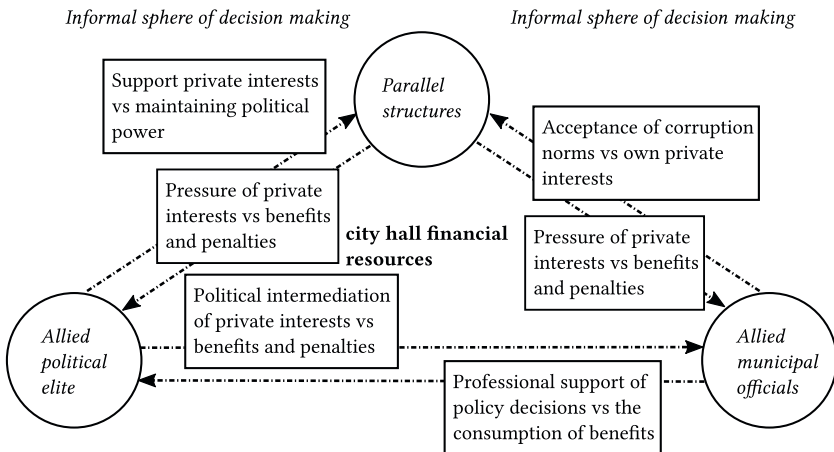 Informal sphere of decision making
Informal sphere of decision making
Support private interests
vs maintaining political
power
Parallel
structures
Acceptance of corruption
norms vs own private
interests
Pressure of private
interests vs benefits
and penalties
city hall financial
resources
Pressure of private
interests vs benefits
and penalties
Political intermediation
of private interests vs
benefits and penalties
Allied
political
elite
Allied
municipal
officials
Professional support of
policy decisions vs the
consumption of benefits